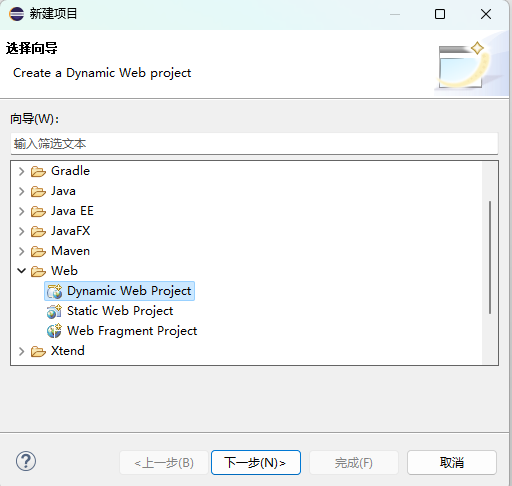 新建项目
选择向导
Create a Dynamic Web project
向导(W):
输入筛选文本
Gradle
Java
Java EE
JavaFX
Maven
Web
Dynamic Web Project
Static Web Project
Web Fragment Project
Xtend
?
<上一步(B)
下一步(N)>
完成(F)
取消